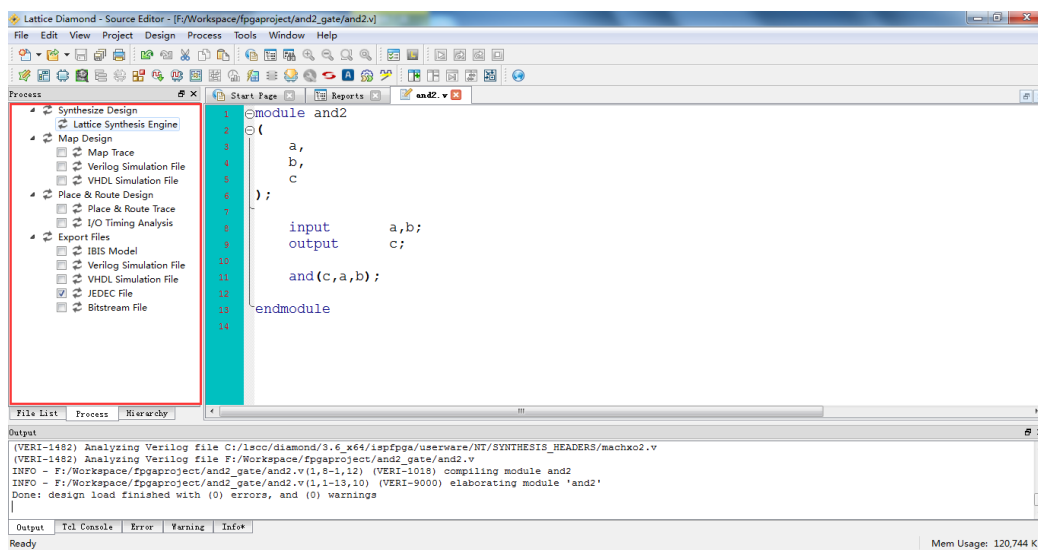 Lattice Diamond - Source Editor - [F:/Workspace/fpgaproject/and2_gate/and2.v]
File Edit View Project Design Process Tools Window Help
Process
Start Page Reports and2.v
Synthesize Design
Lattice Synthesis Engine
Map Design
Map Trace
Verilog Simulation File
VHDL Simulation File
Place & Route Design
Place & Route Trace
I/O Timing Analysis
Export Files
IBIS Model
Verilog Simulation File
VHDL Simulation File
JEDEC File
Bitstream File
File List Process Hierarchy
1 module and2
2 (
3 a,
4 b,
5 c
6 );
7
8 input a,b;
9 output c;
10
11 and(c,a,b);
12
13 endmodule
14
Output
(VERI-1482) Analyzing Verilog file C:/lscc/diamond/3.6_x64/ispfpga/userware/NT/SYNTHESIS_HEADERS/machxo2.v
(VERI-1482) Analyzing Verilog file F:/Workspace/fpgaproject/and2_gate/and2.v
INFO - F:/Workspace/fpgaproject/and2_gate/and2.v(1,8-1,12) (VERI-1018) compiling module and2
INFO - F:/Workspace/fpgaproject/and2_gate/and2.v(1,1-13,10) (VERI-9000) elaborating module 'and2'
Done: design load finished with (0) errors, and (0) warnings
Output Tcl Console Error Warning Info*
Ready
Mem Usage: 120,744 K